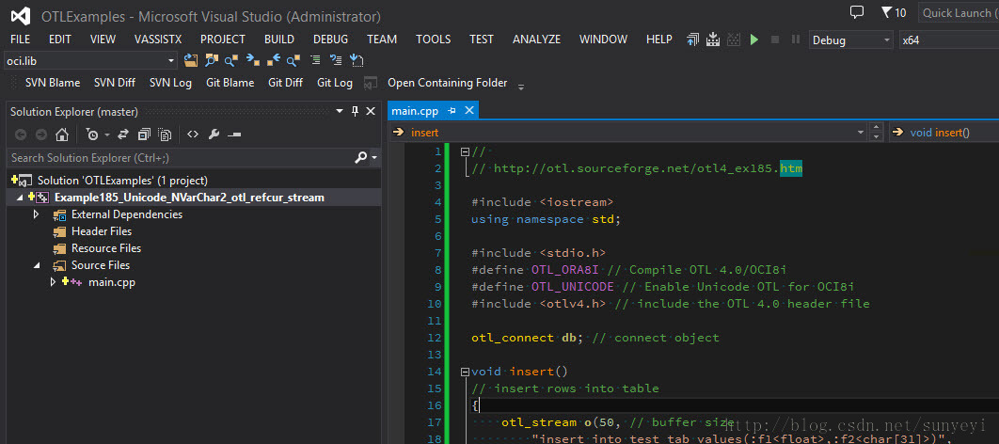 OTLExamples - Microsoft Visual Studio (Administrator)
10
Quick Launch (
FILE EDIT VIEW VASSISTX PROJECT BUILD DEBUG TEAM TOOLS TEST ANALYZE WINDOW HELP Debug x64
oci.lib
SVN Blame SVN Diff SVN Log Git Blame Git Diff Git Log Open Containing Folder
Solution Explorer (master)
Search Solution Explorer (Ctrl+;)
Solution 'OTLExamples' (1 project)
Example185_Unicode_NVarChar2_otl_refcur_stream
External Dependencies
Header Files
Resource Files
Source Files
main.cpp
main.cpp
insert void insert()
1 //
2 // http://otl.sourceforge.net/otl4_ex185.htm
3
4 #include <iostream>
5 using namespace std;
6
7 #include <stdio.h>
8 #define OTL_ORA8I // Compile OTL 4.0/OCI8i
9 #define OTL_UNICODE // Enable Unicode OTL for OCI8i
10 #include <otlv4.h> // include the OTL 4.0 header file
11
12 otl_connect db; // connect object
13
14 void insert()
15 // insert rows into table
16 {
17 otl_stream o(50, // buffer size
18 "insert into test_tab values(:f1<float>,:f2<char[31]>)",
http://blog.csdn.net/sunyeyi